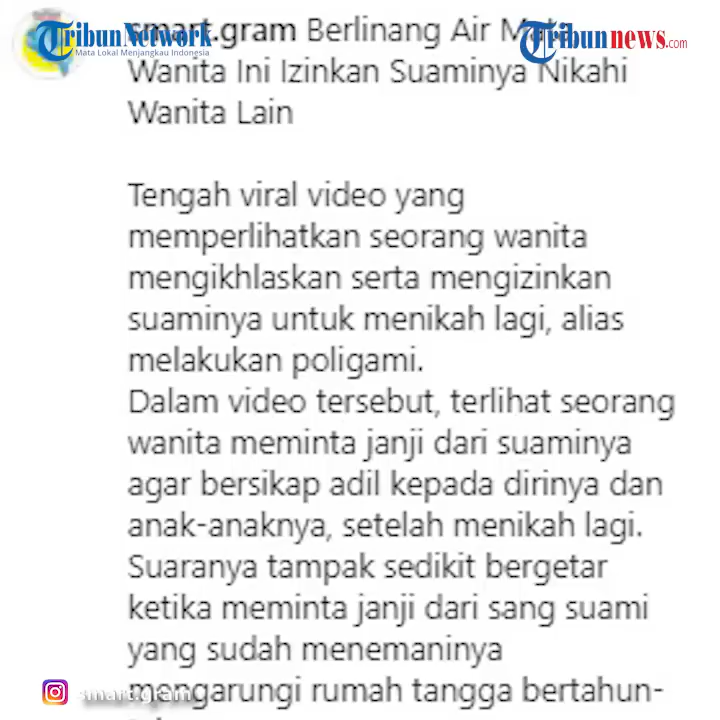 TribunNetwork
Mata Lokal Menjangkau Indonesia
Tribunnews.com
smart.gram Berlinang Air Mata
Wanita Ini Izinkan Suaminya Nikahi
Wanita Lain
Tengah viral video yang
memperlihatkan seorang wanita
mengikhlaskan serta mengizinkan
suaminya untuk menikah lagi, alias
melakukan poligami.
Dalam video tersebut, terlihat seorang
wanita meminta janji dari suaminya
agar bersikap adil kepada dirinya dan
anak-anaknya, setelah menikah lagi.
Suaranya tampak sedikit bergetar
ketika meminta janji dari sang suami
yang sudah menemaninya
mengarungi rumah tangga bertahun-
smart.gram